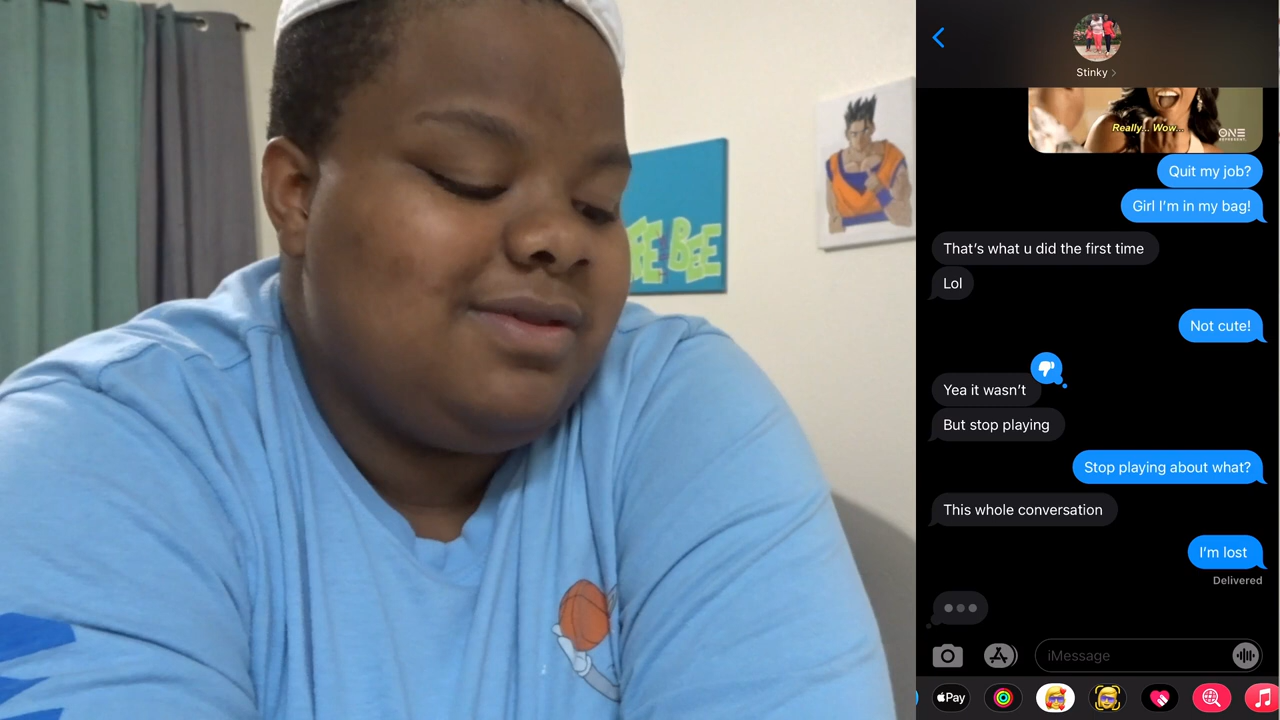 RE BEE
Stinky
Really... Wow...
ONE
Quit my job?
Girl I'm in my bag!
That's what u did the first time
Lol
Not cute!
Yea it wasn't
But stop playing
Stop playing about what?
This whole conversation
I'm lost
Delivered
iMessage
Pay